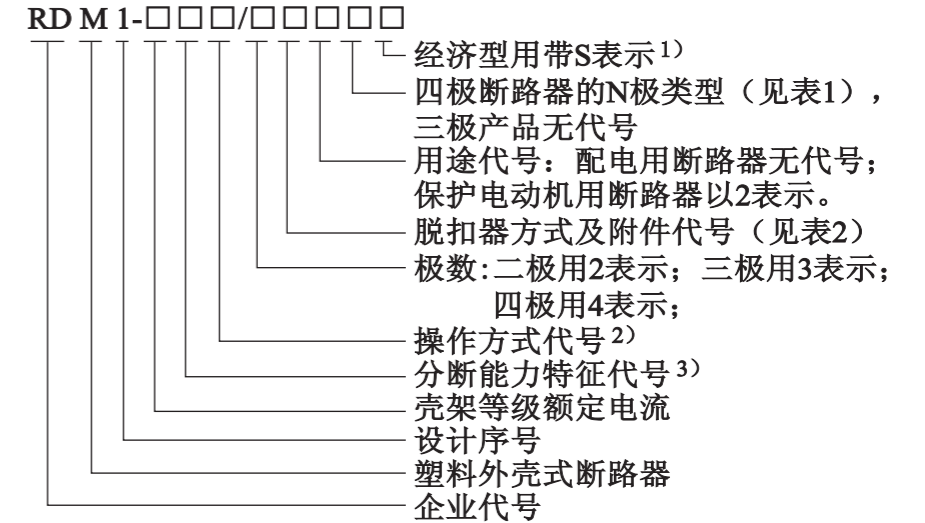 RD M 1-□□□/□□□□□
经济型用带S表示1）
四极断路器的N极类型（见表1），
三极产品无代号
用途代号：配电用断路器无代号；
保护电动机用断路器以2表示。
脱扣器方式及附件代号（见表2）
极数:二极用2表示；三极用3表示；
四极用4表示；
操作方式代号2）
分断能力特征代号3）
壳架等级额定电流
设计序号
塑料外壳式断路器
企业代号